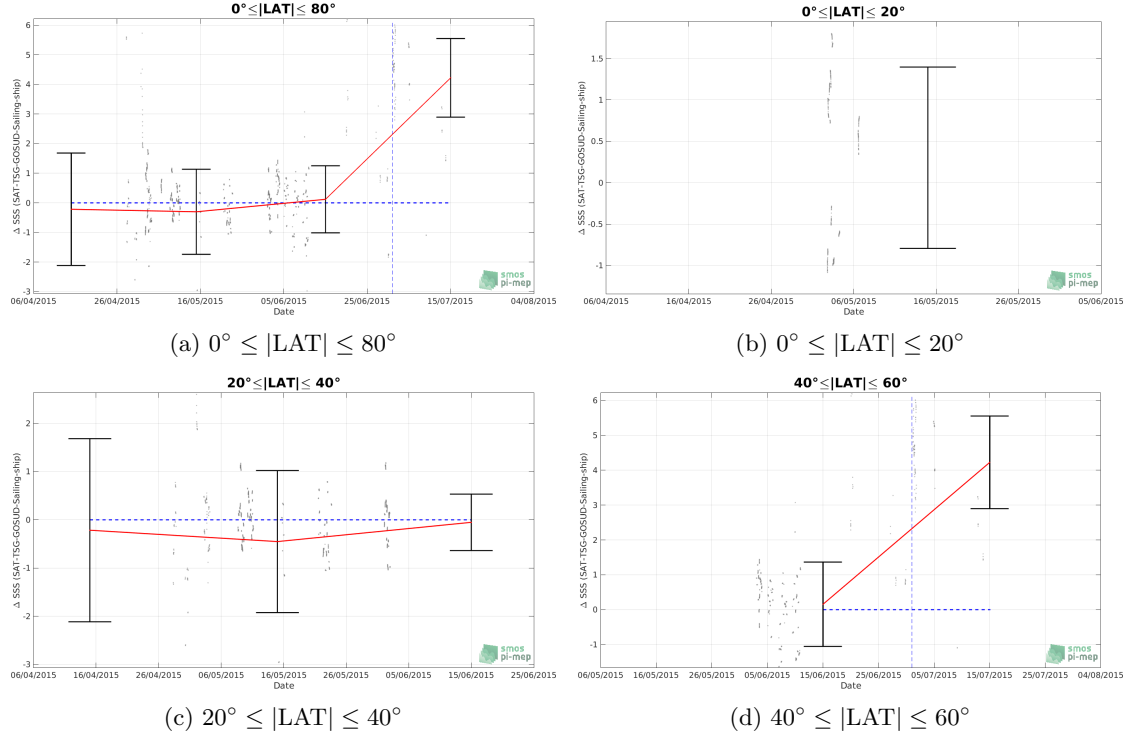 0°≤|LAT|≤ 80°
6
5
4
3
2
1
0
-1
-2
-3
Δ SSS (SAT-TSG-GOSUD-Sailing-ship)
06/04/2015 26/04/2015 16/05/2015 05/06/2015 25/06/2015 15/07/2015 04/08/2015
Date
smos
pi-mep
(a) 0° ≤ |LAT| ≤ 80°
0°≤|LAT|≤ 20°
1.5
1
0.5
0
-0.5
-1
Δ SSS (SAT-TSG-GOSUD-Sailing-ship)
06/04/2015 16/04/2015 26/04/2015 06/05/2015 16/05/2015 26/05/2015 05/06/2015
Date
smos
pi-mep
(b) 0° ≤ |LAT| ≤ 20°
20°≤|LAT|≤ 40°
2
1
0
-1
-2
-3
Δ SSS (SAT-TSG-GOSUD-Sailing-ship)
06/04/2015 16/04/2015 26/04/2015 06/05/2015 16/05/2015 26/05/2015 05/06/2015 15/06/2015 25/06/2015
Date
smos
pi-mep
(c) 20° ≤ |LAT| ≤ 40°
40°≤|LAT|≤ 60°
6
5
4
3
2
1
0
-1
Δ SSS (SAT-TSG-GOSUD-Sailing-ship)
06/05/2015 16/05/2015 26/05/2015 05/06/2015 15/06/2015 25/06/2015 05/07/2015 15/07/2015 25/07/2015 04/08/2015
Date
smos
pi-mep
(d) 40° ≤ |LAT| ≤ 60°